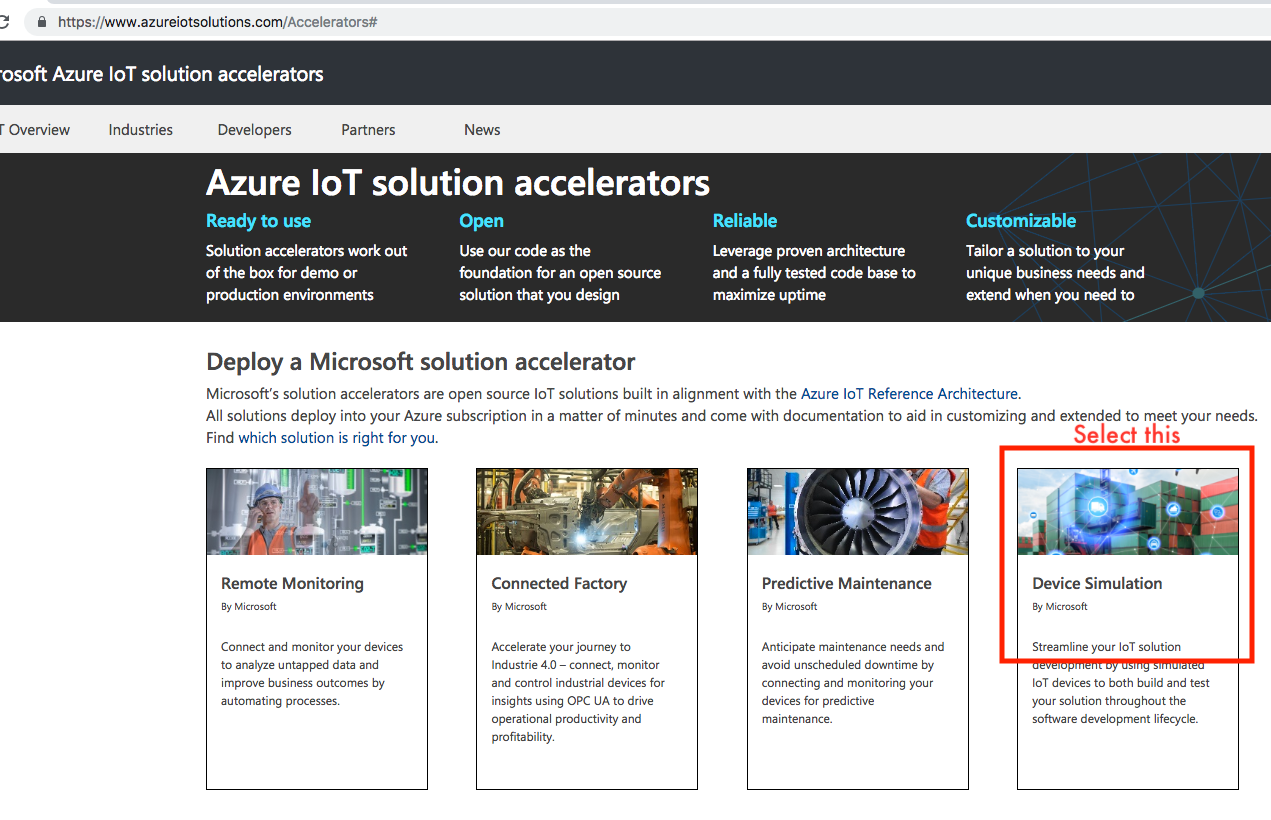 https://www.azureiotsolutions.com/Accelerators#
rosoft Azure IoT solution accelerators
T Overview Industries Developers Partners News
Azure IoT solution accelerators
Ready to use
Solution accelerators work out
of the box for demo or
production environments
Open
Use our code as the
foundation for an open source
solution that you design
Reliable
Leverage proven architecture
and a fully tested code base to
maximize uptime
Customizable
Tailor a solution to your
unique business needs and
extend when you need to
Deploy a Microsoft solution accelerator
Microsoft’s solution accelerators are open source IoT solutions built in alignment with the Azure IoT Reference Architecture.
All solutions deploy into your Azure subscription in a matter of minutes and come with documentation to aid in customizing and extended to meet your needs.
Find which solution is right for you.
Select this
Remote Monitoring
By Microsoft
Connect and monitor your devices
to analyze untapped data and
improve business outcomes by
automating processes.
Connected Factory
By Microsoft
Accelerate your journey to
Industrie 4.0 – connect, monitor
and control industrial devices for
insights using OPC UA to drive
operational productivity and
profitability.
Predictive Maintenance
By Microsoft
Anticipate maintenance needs and
avoid unscheduled downtime by
connecting and monitoring your
devices for predictive
maintenance.
Device Simulation
By Microsoft
Streamline your IoT solution
development by using simulated
IoT devices to both build and test
your solution throughout the
software development lifecycle.